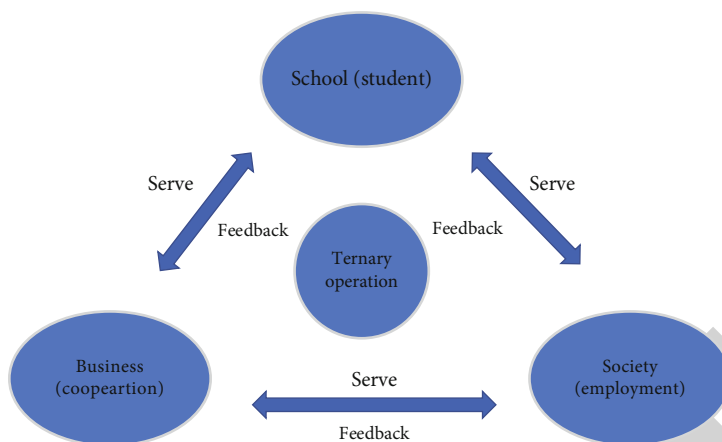 School (student)
Serve
Serve
Feedback
Feedback
Ternary
operation
Business
(coopeartion)
Society
(employment)
Serve
Feedback